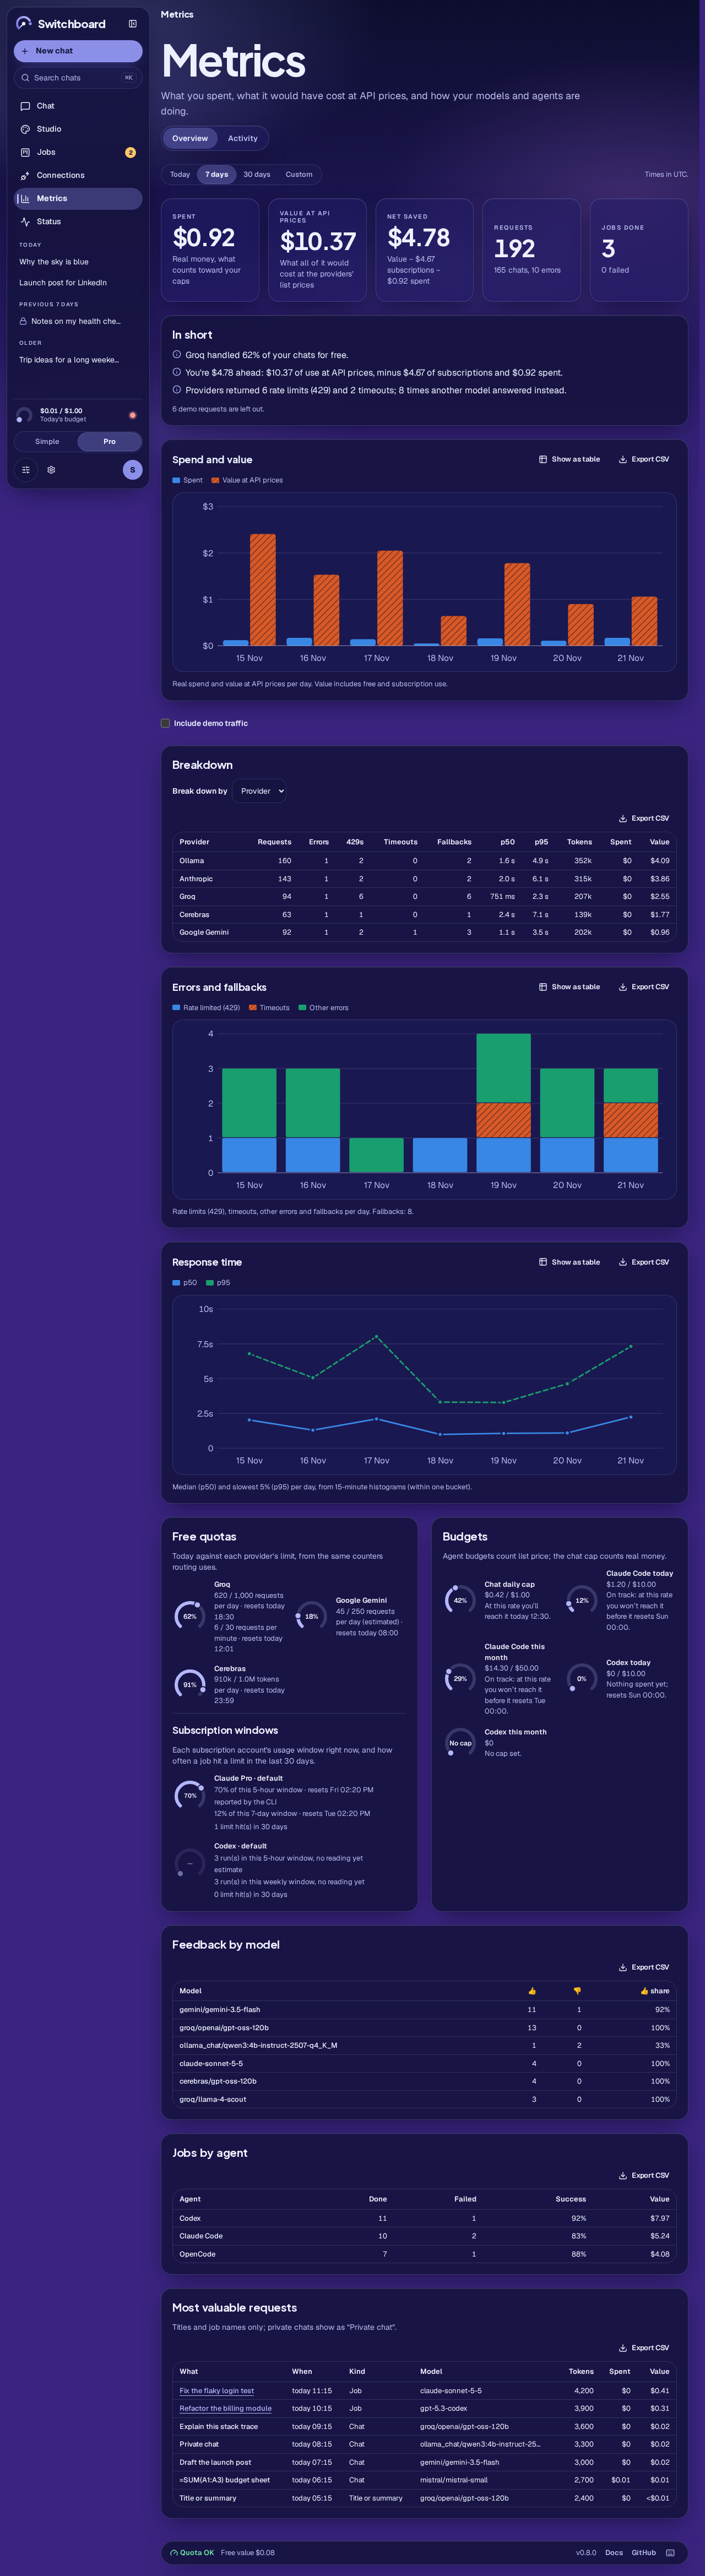 Switchboard
New chat
Search chats
⌘K
Chat
Studio
Jobs
2
Connections
Metrics
Status
TODAY
Why the sky is blue
Launch post for LinkedIn
PREVIOUS 7 DAYS
Notes on my health che...
OLDER
Trip ideas for a long weeke...
$0.01 / $1.00
Today's budget
Simple
Pro
S
Metrics
Metrics
What you spent, what it would have cost at API prices, and how your models and agents are
doing.
Overview
Activity
Today
7 days
30 days
Custom
Times in UTC.
SPENT
$0.92
Real money, what
counts toward your
caps
VALUE AT API
PRICES
$10.37
What all of it would
cost at the providers'
list prices
NET SAVED
$4.78
Value – $4.67
subscriptions –
$0.92 spent
REQUESTS
192
165 chats, 10 errors
JOBS DONE
3
0 failed
In short
Groq handled 62% of your chats for free.
You're $4.78 ahead: $10.37 of use at API prices, minus $4.67 of subscriptions and $0.92 spent.
Providers returned 6 rate limits (429) and 2 timeouts; 8 times another model answered instead.
6 demo requests are left out.
Spend and value
Show as table
Export CSV
Spent
Value at API prices
$3
$2
$1
$0
15 Nov 16 Nov 17 Nov 18 Nov 19 Nov 20 Nov 21 Nov
Real spend and value at API prices per day. Value includes free and subscription use.
Include demo traffic
Breakdown
Break down by
Provider
Export CSV
Provider Requests Errors 429s Timeouts Fallbacks p50 p95 Tokens Spent Value
Ollama 160 1 2 0 2 1.6 s 4.9 s 352k $0 $4.09
Anthropic 143 1 2 0 2 2.0 s 6.1 s 315k $0 $3.86
Groq 94 1 6 0 6 751 ms 2.3 s 207k $0 $2.55
Cerebras 63 1 1 0 1 2.4 s 7.1 s 139k $0 $1.77
Google Gemini 92 1 2 1 3 1.1 s 3.5 s 202k $0 $0.96
Errors and fallbacks
Show as table
Export CSV
Rate limited (429)
Timeouts
Other errors
4
3
2
1
0
15 Nov 16 Nov 17 Nov 18 Nov 19 Nov 20 Nov 21 Nov
Rate limits (429), timeouts, other errors and fallbacks per day. Fallbacks: 8.
Response time
Show as table
Export CSV
p50
p95
10s
7.5s
5s
2.5s
0
15 Nov 16 Nov 17 Nov 18 Nov 19 Nov 20 Nov 21 Nov
Median (p50) and slowest 5% (p95) per day, from 15-minute histograms (within one bucket).
Free quotas
Today against each provider's limit, from the same counters
routing uses.
62%
Groq
620 / 1,000 requests
per day · resets today
18:30
6 / 30 requests per
minute · resets today
12:01
18%
Google Gemini
45 / 250 requests
per day (estimated) ·
resets today 08:00
91%
Cerebras
910k / 1.0M tokens
per day · resets today
23:59
Subscription windows
Each subscription account's usage window right now, and how
often a job hit a limit in the last 30 days.
70%
Claude Pro · default
70% of this 5-hour window · resets Fri 02:20 PM
reported by the CLI
12% of this 7-day window · resets Tue 02:20 PM
1 limit hit(s) in 30 days
—
Codex · default
3 run(s) in this 5-hour window, no reading yet
estimate
3 run(s) in this weekly window, no reading yet
0 limit hit(s) in 30 days
Budgets
Agent budgets count list price; the chat cap counts real money.
42%
Chat daily cap
$0.42 / $1.00
At this rate you'll
reach it today 12:30.
12%
Claude Code today
$1.20 / $10.00
On track: at this rate
you won't reach it
before it resets Sun
00:00.
29%
Claude Code this
month
$14.30 / $50.00
On track: at this rate
you won't reach it
before it resets Tue
00:00.
0%
Codex today
$0 / $10.00
Nothing spent yet;
resets Sun 00:00.
No cap
Codex this month
$0
No cap set.
Feedback by model
Export CSV
Model 👍 👎 👍 share
gemini/gemini-3.5-flash 11 1 92%
groq/openai/gpt-oss-120b 13 0 100%
ollama_chat/qwen3:4b-instruct-2507-q4_K_M 1 2 33%
claude-sonnet-5-5 4 0 100%
cerebras/gpt-oss-120b 4 0 100%
groq/llama-4-scout 3 0 100%
Jobs by agent
Export CSV
Agent Done Failed Success Value
Codex 11 1 92% $7.97
Claude Code 10 2 83% $5.24
OpenCode 7 1 88% $4.08
Most valuable requests
Titles and job names only; private chats show as "Private chat".
Export CSV
What When Kind Model Tokens Spent Value
Fix the flaky login test today 11:15 Job claude-sonnet-5-5 4,200 $0 $0.41
Refactor the billing module today 10:15 Job gpt-5.3-codex 3,900 $0 $0.31
Explain this stack trace today 09:15 Chat groq/openai/gpt-oss-120b 3,600 $0 $0.02
Private chat today 08:15 Chat ollama_chat/qwen3:4b-instruct-25... 3,300 $0 $0.02
Draft the launch post today 07:15 Chat gemini/gemini-3.5-flash 3,000 $0 $0.02
=SUM(A1:A3) budget sheet today 06:15 Chat mistral/mistral-small 2,700 $0.01 $0.01
Title or summary today 05:15 Title or summary groq/openai/gpt-oss-120b 2,400 $0 <$0.01
Quota OK
Free value $0.08
v0.8.0
Docs
GitHub